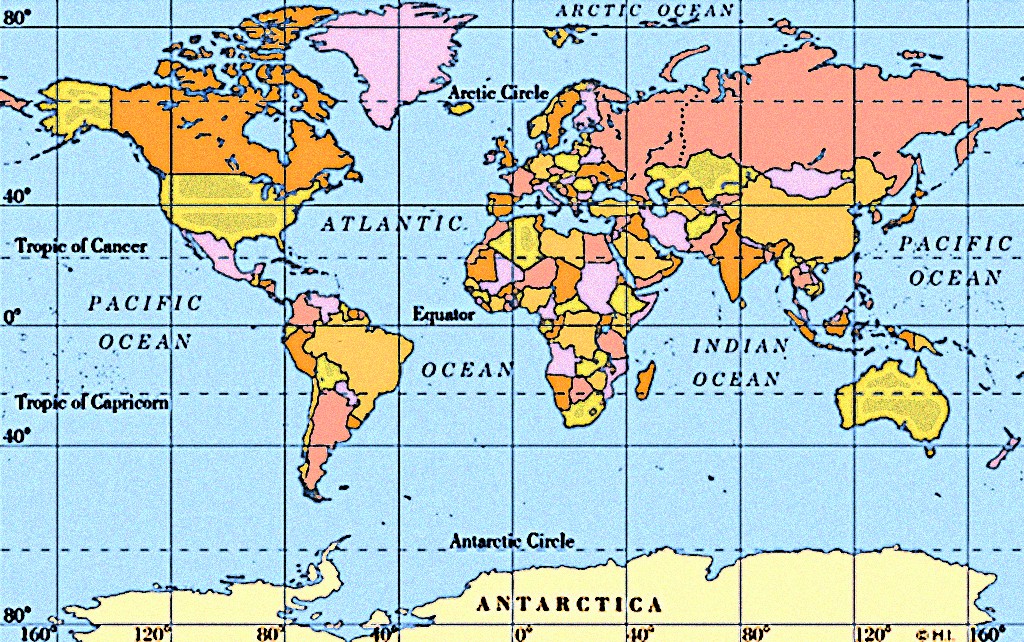 ARCTIC OCEAN
80°
Arctic Circle
40°
ATLANTIC
Tropic of Cancer
PACIFIC
OCEAN
PACIFIC
OCEAN
Equator
0°
INDIAN
OCEAN
OCEAN
Tropic of Capricorn
40°
Antarctic Circle
ANTARCTICA
80°
160° 120° 80° 40° 0° 40° 80° 120° © M.I. 160°